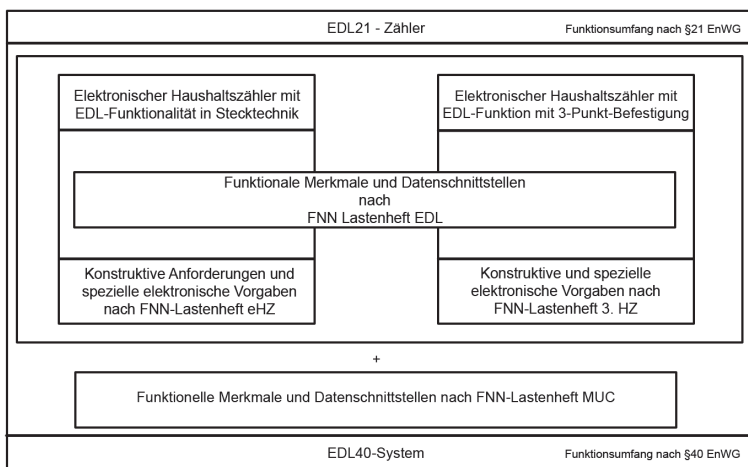 EDL21 - Zähler
Funktionsumfang nach §21 EnWG
Elektronischer Haushaltszähler mit
EDL-Funktionalität in Stecktechnik
Elektronischer Haushaltszähler mit
EDL-Funktion mit 3-Punkt-Befestigung
Funktionale Merkmale und Datenschnittstellen
nach
FNN Lastenheft EDL
Konstruktive Anforderungen und
spezielle elektronische Vorgaben
nach FNN-Lastenheft eHZ
Konstruktive und spezielle
elektronische Vorgaben nach
FNN-Lastenheft 3. HZ
+
Funktionelle Merkmale und Datenschnittstellen nach FNN-Lastenheft MUC
EDL40-System
Funktionsumfang nach §40 EnWG